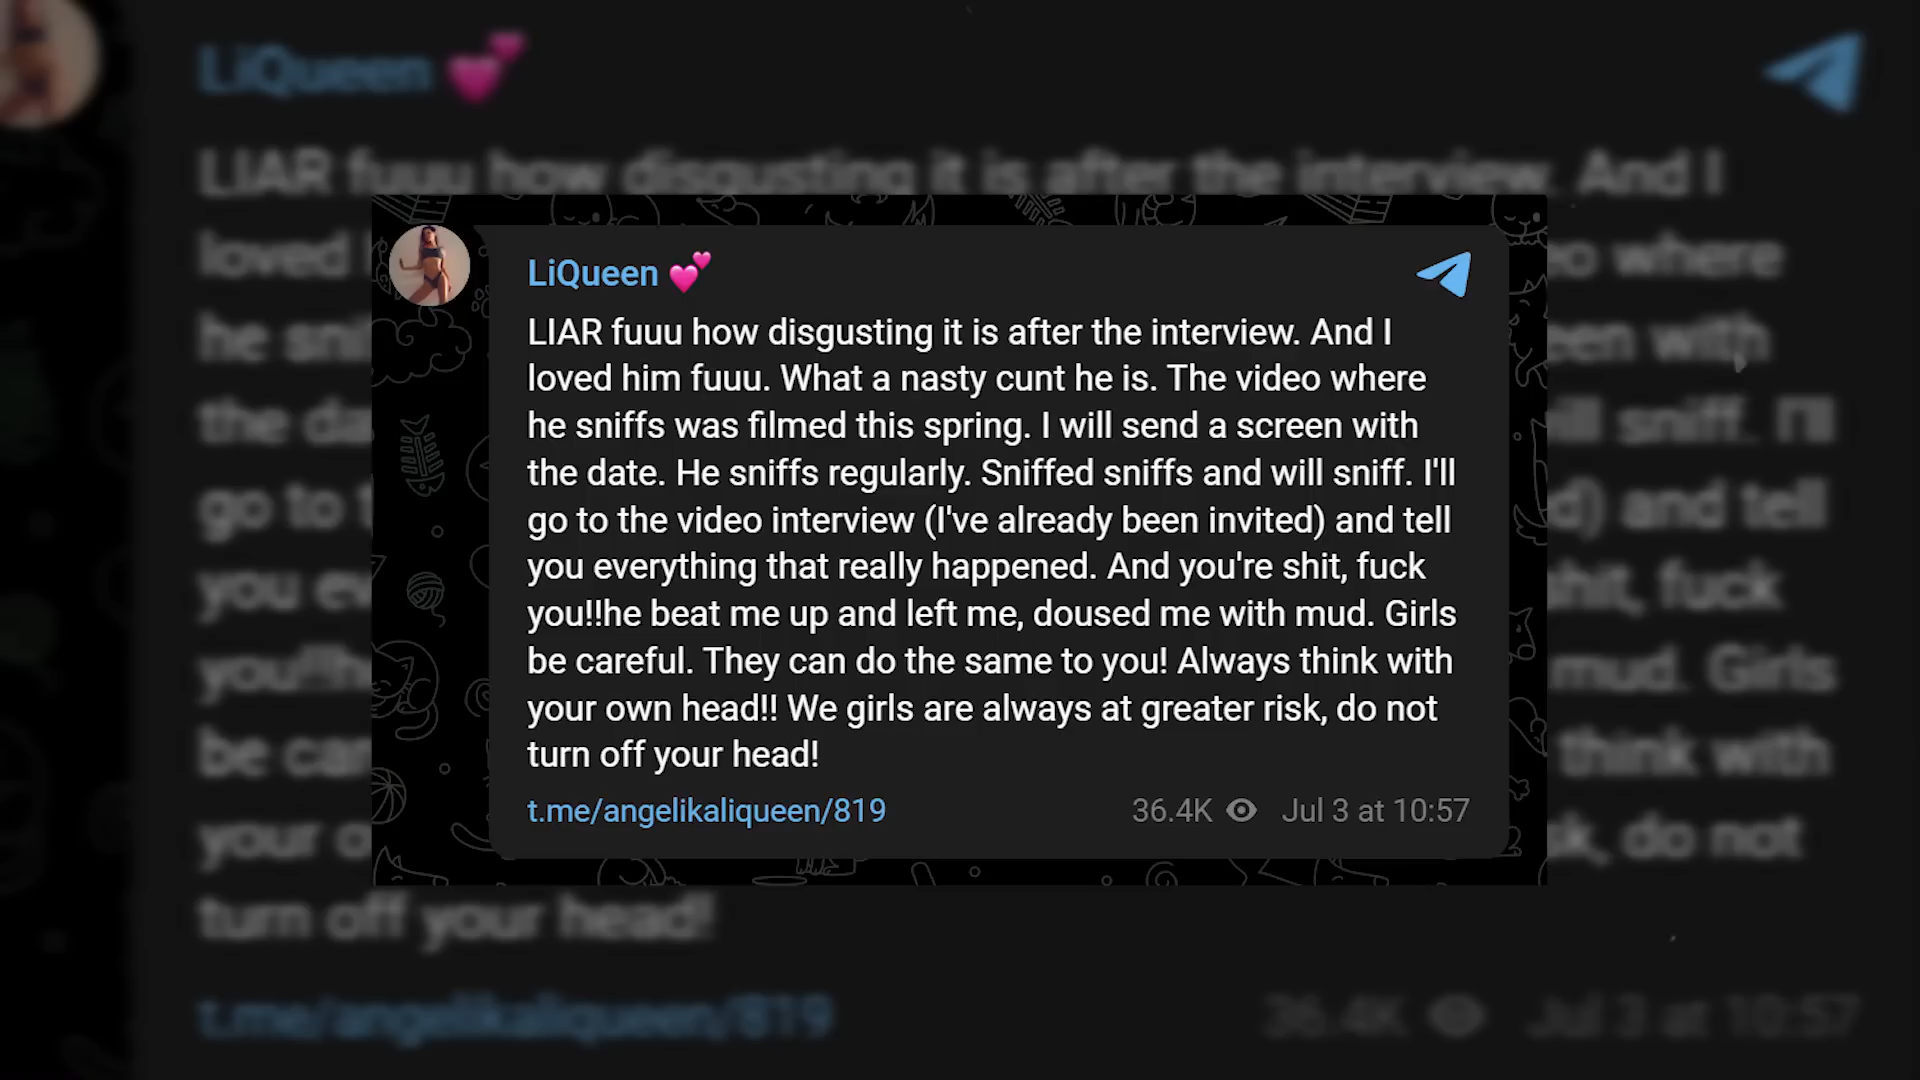 LiQueen 💕
LIAR fuuu how disgusting it is after the interview. And I
loved him fuuu. What a nasty cunt he is. The video where
he sniffs was filmed this spring. I will send a screen with
the date. He sniffs regularly. Sniffed sniffs and will sniff. I'll
go to the video interview (I've already been invited) and tell
you everything that really happened. And you're shit, fuck
you!!he beat me up and left me, doused me with mud. Girls
be careful. They can do the same to you! Always think with
your own head!! We girls are always at greater risk, do not
turn off your head!
t.me/angelikaliqueen/819 36.4K Jul 3 at 10:57